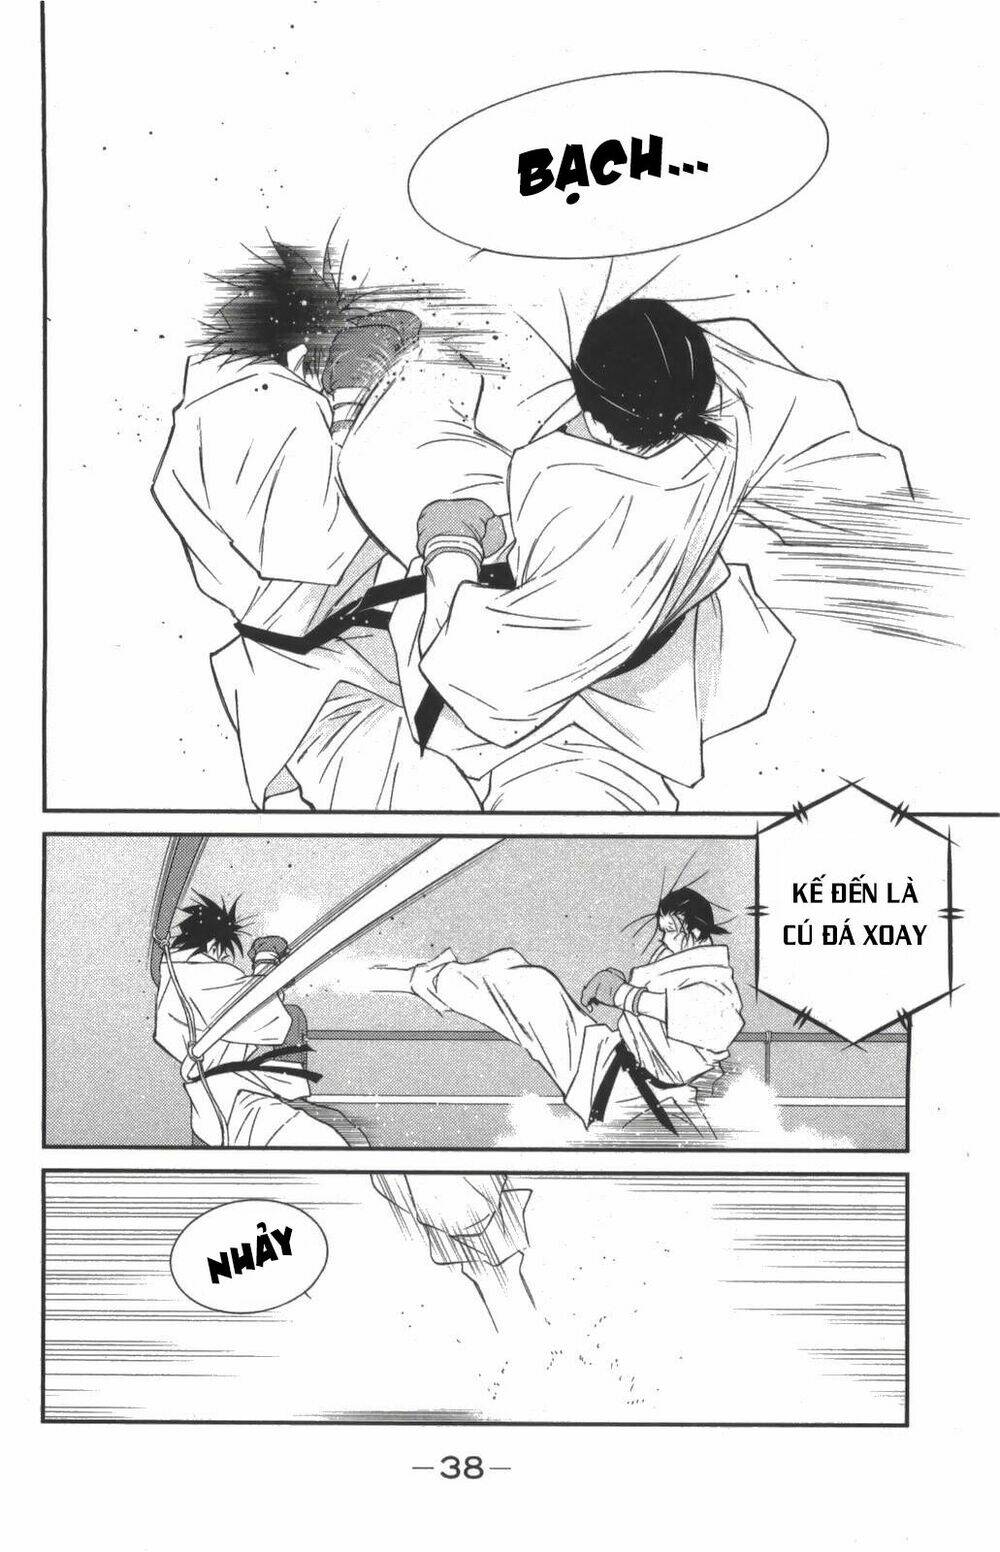 BẠCH...
KẾ ĐẾN LÀ
CÚ ĐÁ XOAY
NHẢY
-38-